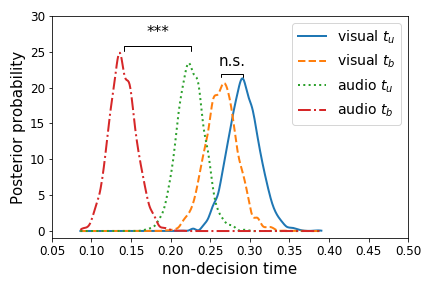 ***
n.s.
visual t_u
visual t_b
audio t_u
audio t_b
Posterior probability
30
25
20
15
10
5
0
0.05 0.10 0.15 0.20 0.25 0.30 0.35 0.40 0.45 0.50
non-decision time